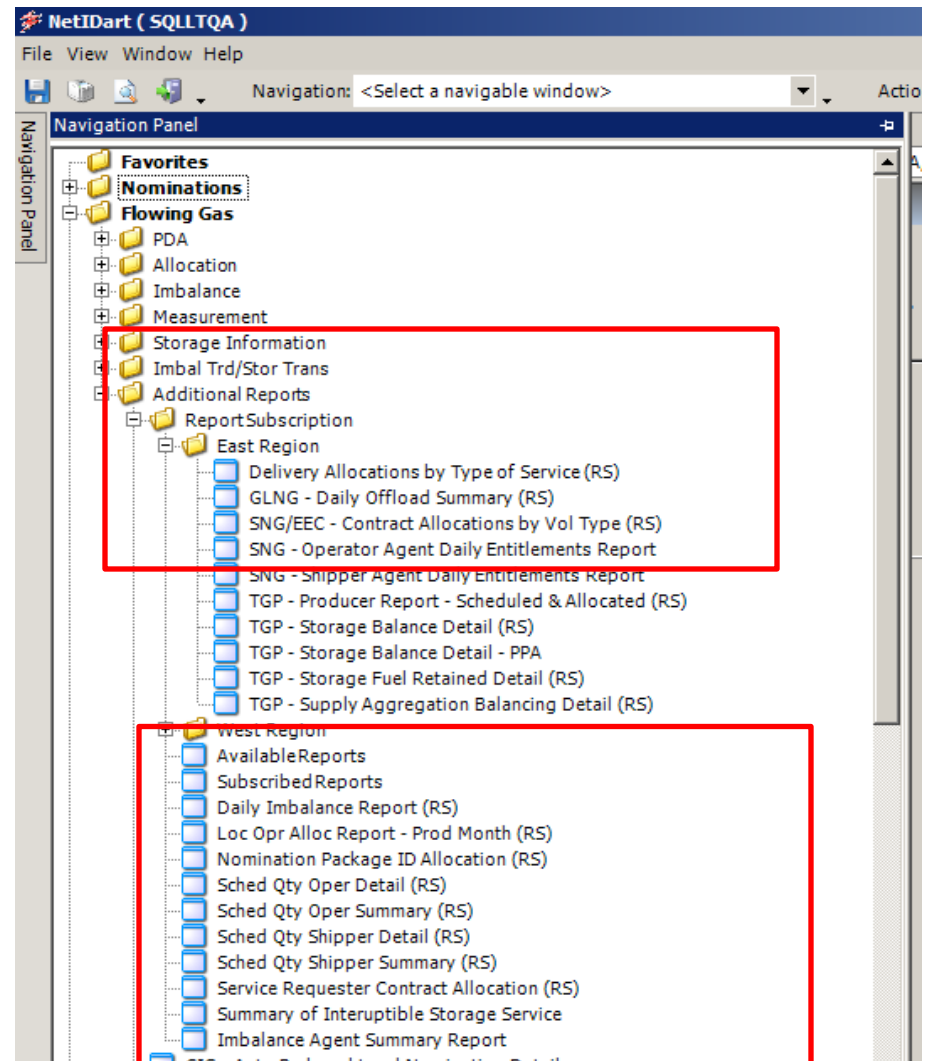 NetIDart ( SQLLTQA )
File View Window Help
Navigation: <Select a navigable window> Actio
Navigation Panel
Navigation Panel
Favorites
Nominations
Flowing Gas
PDA
Allocation
Imbalance
Measurement
Storage Information
Imbal Trd/Stor Trans
Additional Reports
Report Subscription
East Region
Delivery Allocations by Type of Service (RS)
GLNG - Daily Offload Summary (RS)
SNG/EEC - Contract Allocations by Vol Type (RS)
SNG - Operator Agent Daily Entitlements Report
SNG - Shipper Agent Daily Entitlements Report
TGP - Producer Report - Scheduled & Allocated (RS)
TGP - Storage Balance Detail (RS)
TGP - Storage Balance Detail - PPA
TGP - Storage Fuel Retained Detail (RS)
TGP - Supply Aggregation Balancing Detail (RS)
West Region
Available Reports
Subscribed Reports
Daily Imbalance Report (RS)
Loc Opr Alloc Report - Prod Month (RS)
Nomination Package ID Allocation (RS)
Sched Qty Oper Detail (RS)
Sched Qty Oper Summary (RS)
Sched Qty Shipper Detail (RS)
Sched Qty Shipper Summary (RS)
Service Requester Contract Allocation (RS)
Summary of Interuptible Storage Service
Imbalance Agent Summary Report